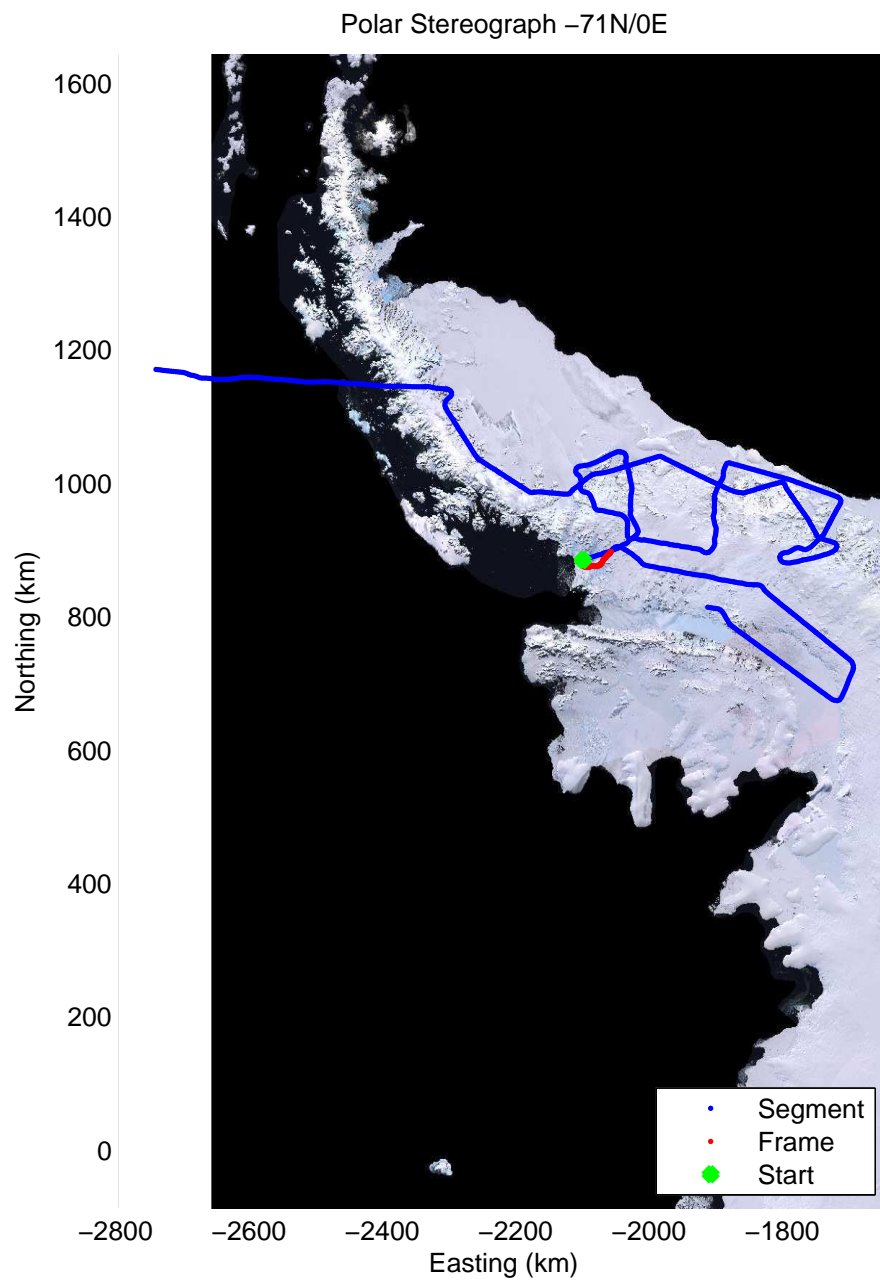 Polar Stereograph −71N/0E
1600
1400
1200
1000
800
600
400
200
0
Northing (km)
−2800 −2600 −2400 −2200 −2000 −1800
Easting (km)
Segment
Frame
Start